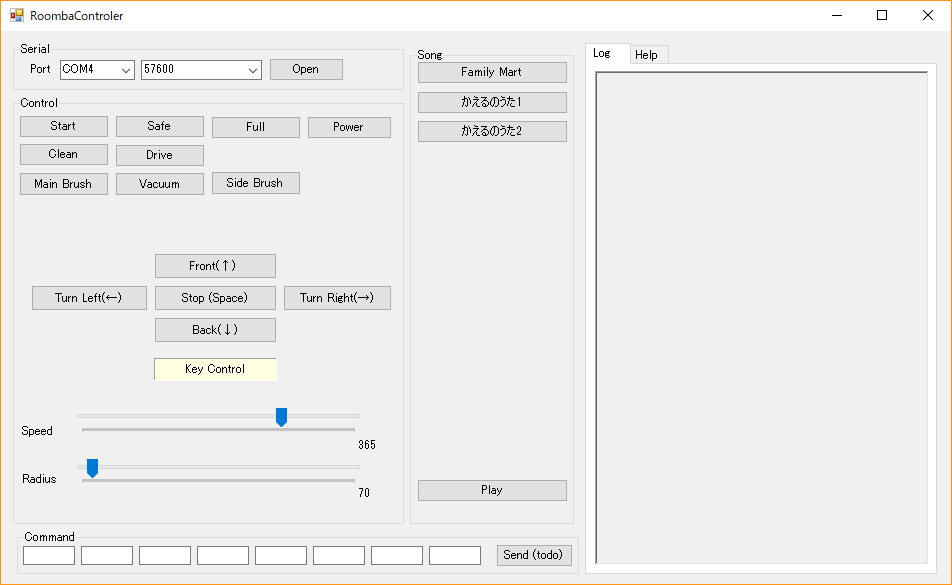 RoombaControler
Serial
Port COM4 57600 Open
Control
Start Safe Full Power
Clean Drive
Main Brush Vacuum Side Brush
Front(↑)
Turn Left(←) Stop (Space) Turn Right(→)
Back(↓)
Key Control
Speed
365
Radius
70
Song
Family Mart
かえるのうた1
かえるのうた2
Play
Command
Send (todo)
Log Help